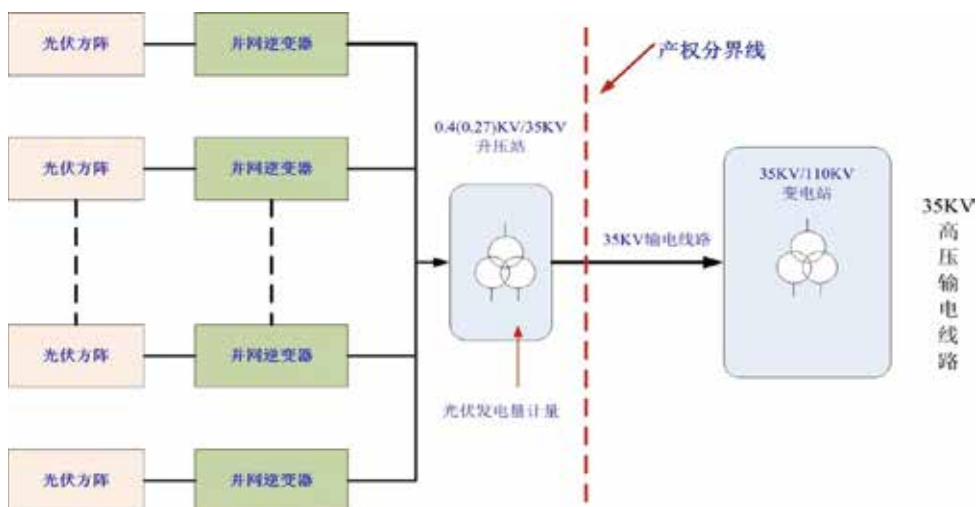 光伏方阵
并网逆变器
产权分界线
0.4(0.27)KV/35KV
升压站
光伏方阵
并网逆变器
35KV/110KV
变电站
35KV
高
压
输
电
线
路
35KV输电线路
光伏方阵
并网逆变器
光伏发电量计量
光伏方阵
并网逆变器